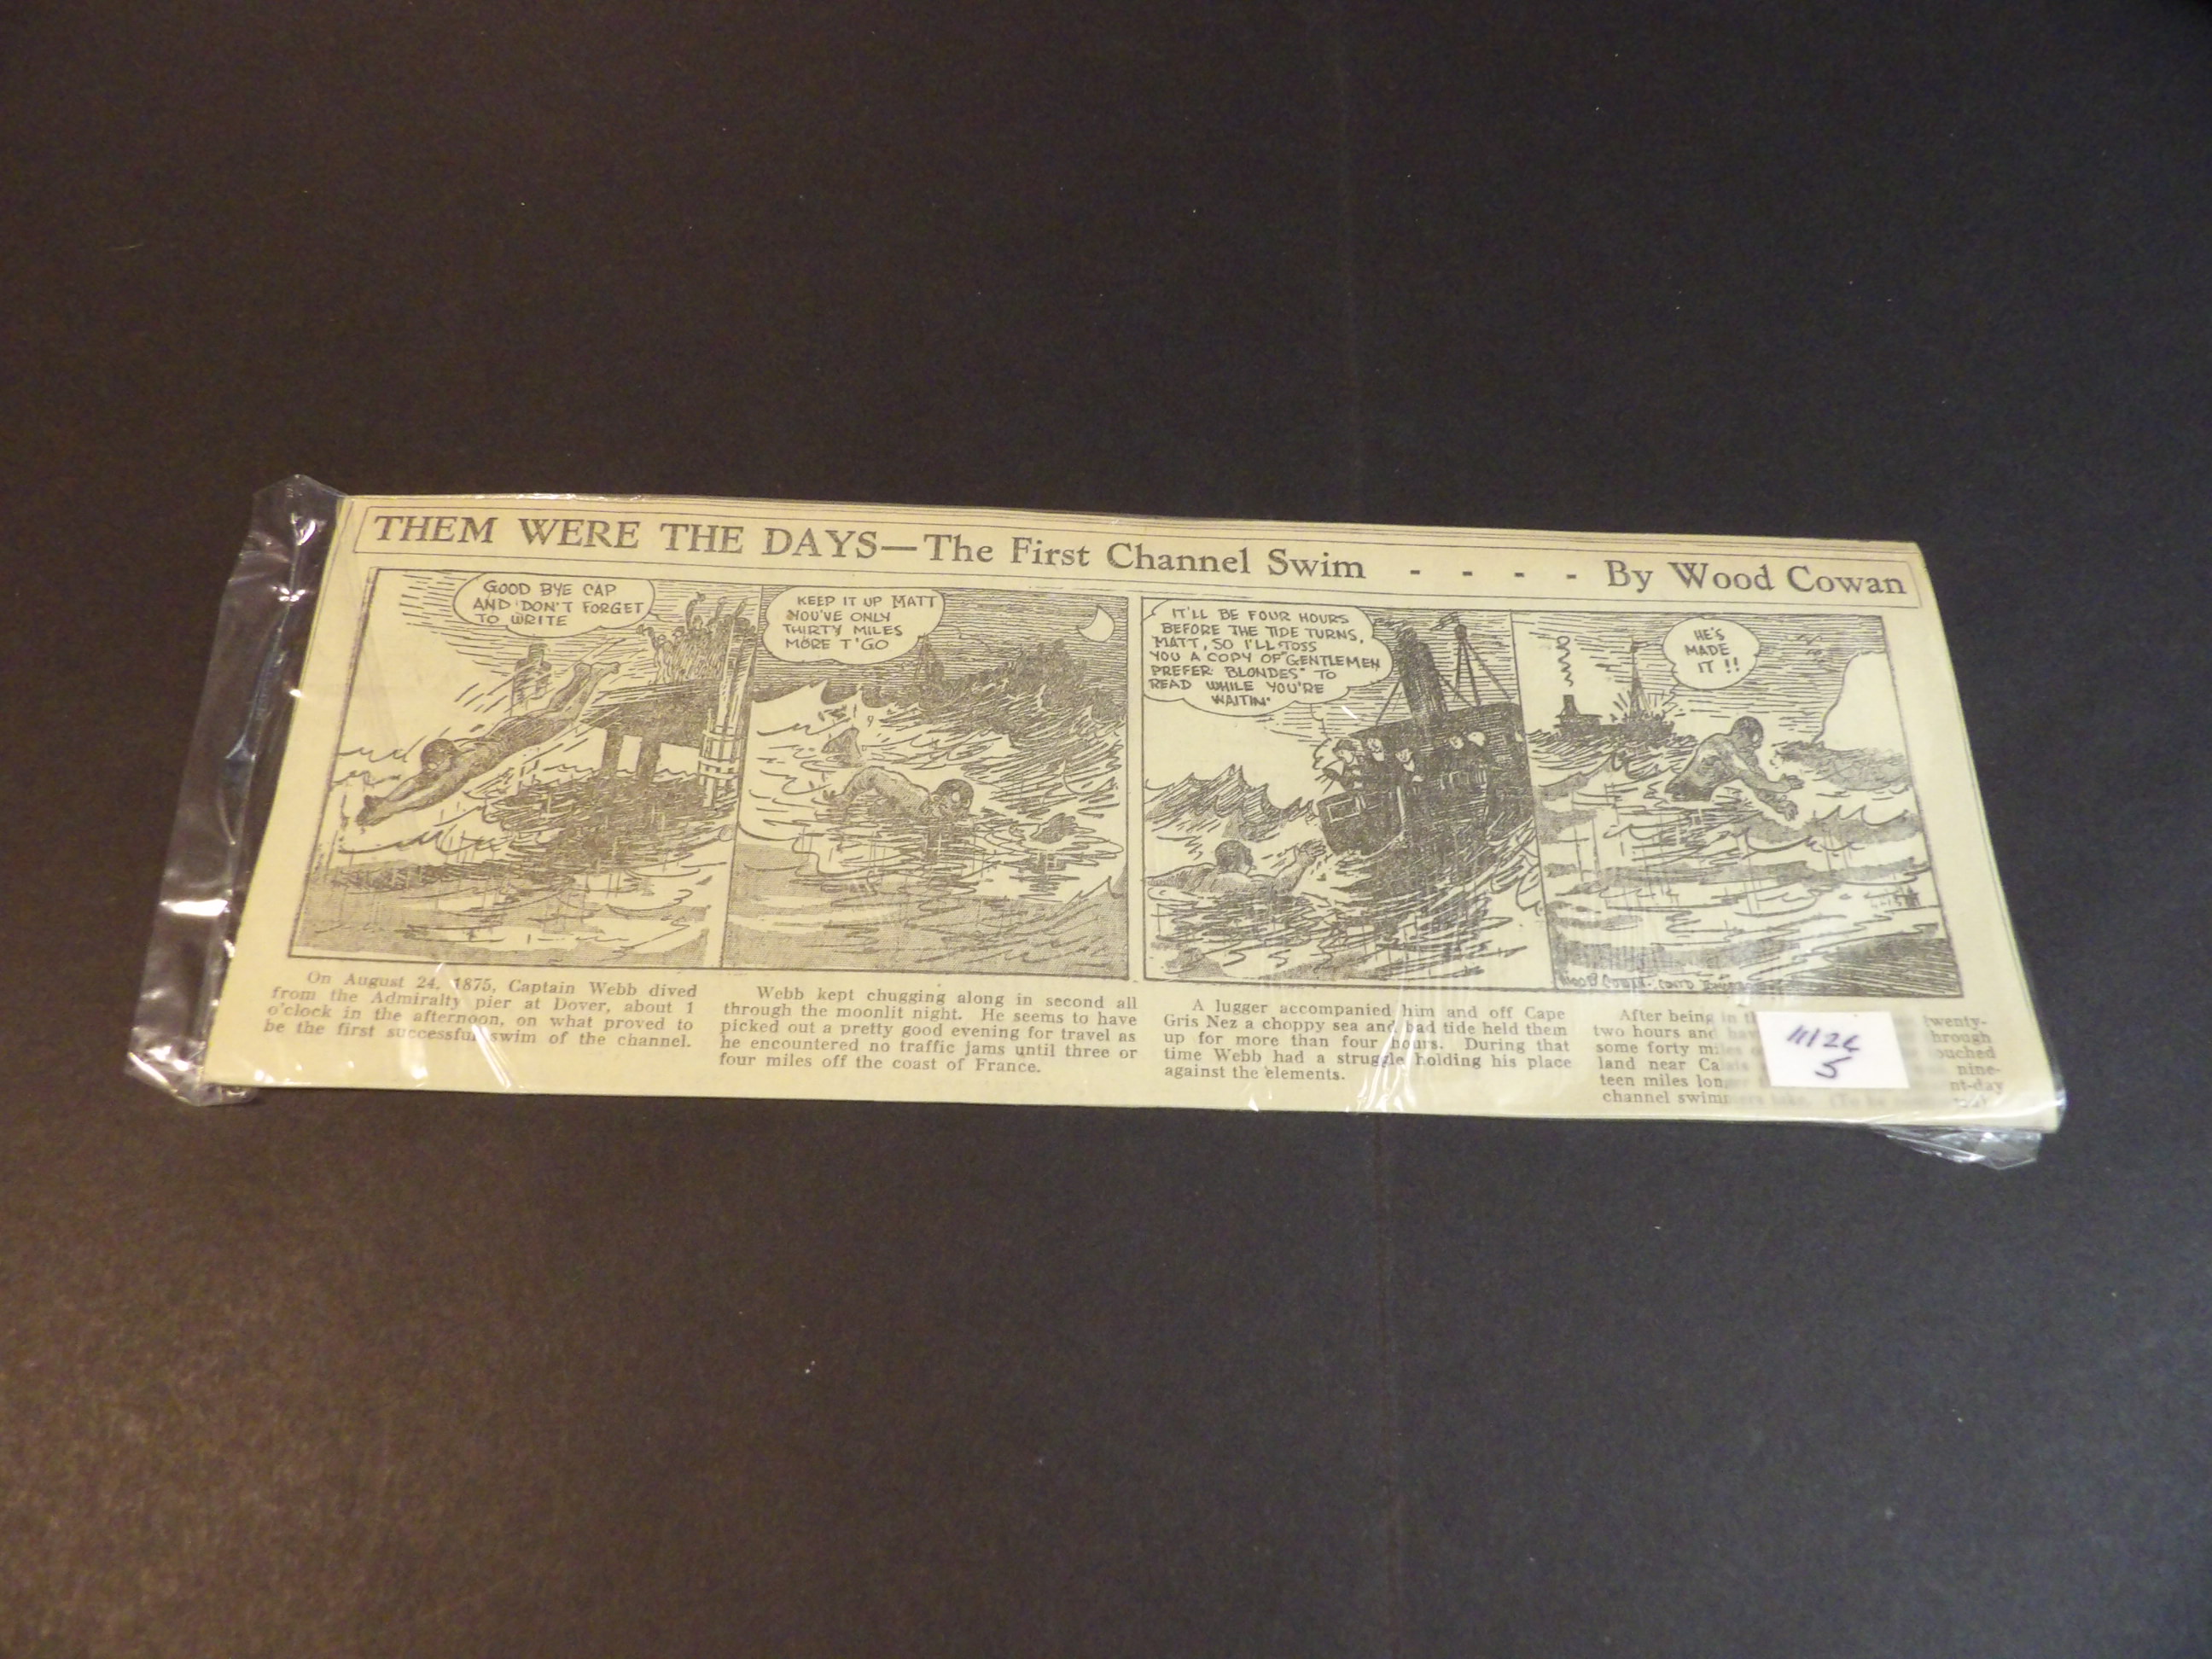 THEM WERE THE DAYS—The First Channel Swim - - - - By Wood Cowan
GOOD BYE CAP
AND DON'T FORGET
TO WRITE
KEEP IT UP MATT
YOU'VE ONLY
THIRTY MILES
MORE T'GO
IT'LL BE FOUR HOURS
BEFORE THE TIDE TURNS,
MATT, SO I'LL TOSS
YOU A COPY OF "GENTLEMEN
PREFER BLONDES" TO
READ WHILE YOU'RE
WAITIN'
HE'S
MADE
IT!!
WOOD COWAN
On August 24, 1875, Captain Webb dived
from the Admiralty pier at Dover, about 1
o'clock in the afternoon, on what proved to
be the first successful swim of the channel.
Webb kept chugging along in second all
through the moonlit night. He seems to have
picked out a pretty good evening for travel as
he encountered no traffic jams until three or
four miles off the coast of France.
A lugger accompanied him and off Cape
Gris Nez a choppy sea and bad tide held them
up for more than four hours. During that
time Webb had a struggle holding his place
against the elements.
After being in twenty-
two hours and hrough
some forty ouched
land near nine-
teen miles nt-day
channel